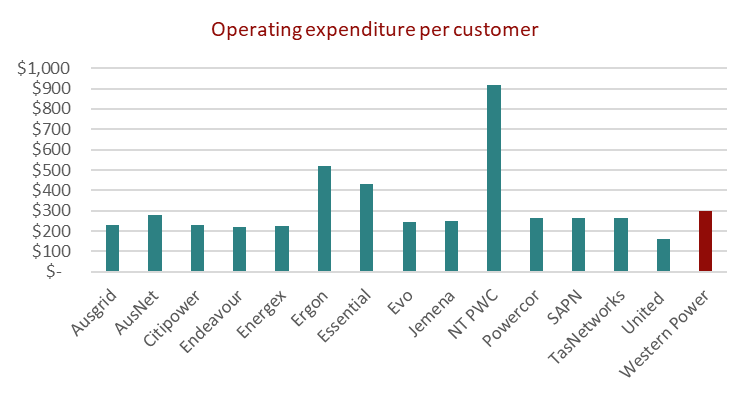 Operating expenditure per customer
$1,000
$900
$800
$700
$600
$500
$400
$300
$200
$100
$-
Ausgrid
AusNet
Citipower
Endeavour
Energex
Ergon
Essential
Evo
Jemena
NT PWC
Powercor
SAPN
TasNetworks
United
Western Power